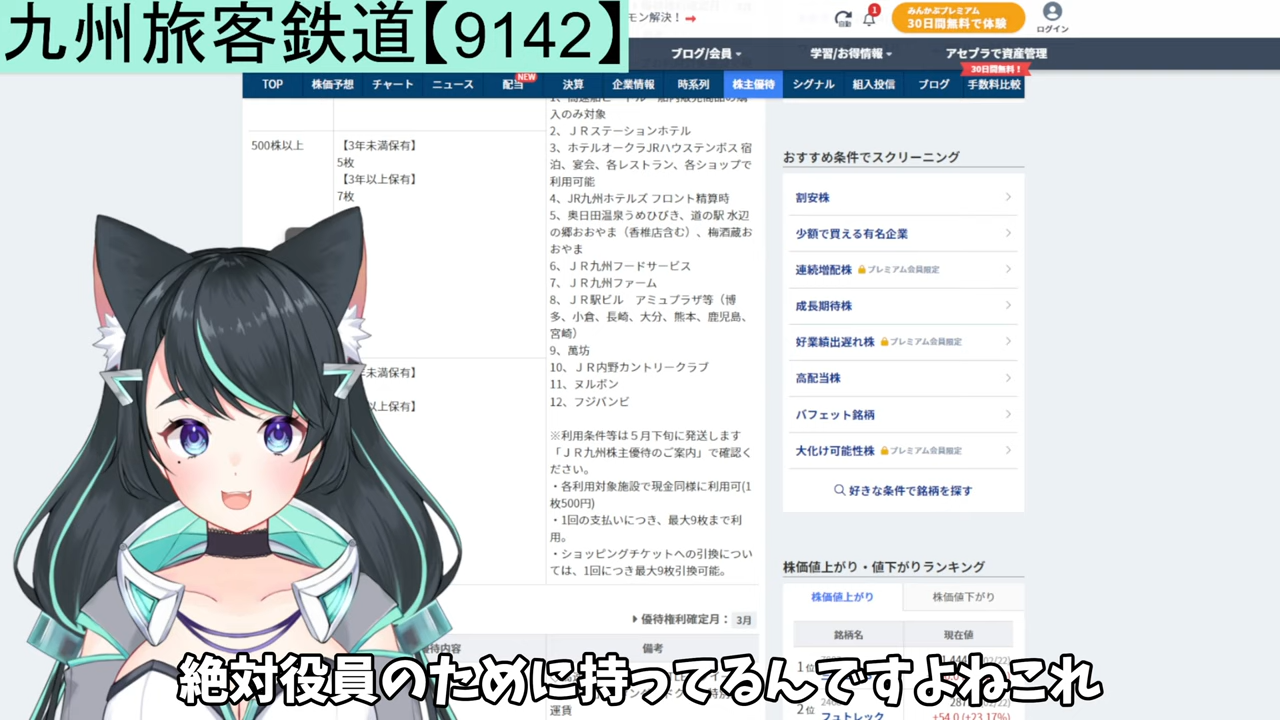 九州旅客鉄道【9142】
モン解決！➡
1
みんかぶプレミアム
30日間無料で体験
ログイン
ブログ/会員
学習/お得情報
アセプラで資産管理
30日間無料！
TOP
株価予想
チャート
ニュース
配当
NEW
決算
企業情報
時系列
株主優待
シグナル
組入投信
ブログ
手数料比較
500株以上
【3年未満保有】
5枚
【3年以上保有】
7枚
年未満保有】
以上保有】
入のみ対象
2、ＪＲステーションホテル
3、ホテルオークラJRハウステンボス 宿
泊、宴会、各レストラン、各ショップで
利用可能
4、JR九州ホテルズ フロント精算時
5、奥日田温泉うめひびき、道の駅 水辺
の郷おおやま（香椎店含む）、梅酒蔵お
おやま
6、ＪＲ九州フードサービス
7、ＪＲ九州ファーム
8、ＪＲ駅ビル　アミュプラザ等（博
多、小倉、長崎、大分、熊本、鹿児島、
宮崎）
9、萬坊
10、ＪＲ内野カントリークラブ
11、ヌルボン
12、フジバンビ
※利用条件等は５月下旬に発送します
「ＪＲ九州株主優待のご案内」で確認く
ださい。
・各利用対象施設で現金同様に利用可(1
枚500円)
・1回の支払いにつき、最大9枚まで利
用。
・ショッピングチケットへの引換につい
ては、1回につき最大9枚引換可能。
優待権利確定月： 3月
待内容
備考
運賃
おすすめ条件でスクリーニング
割安株
少額で買える有名企業
連続増配株 プレミアム会員限定
成長期待株
好業績出遅れ株 プレミアム会員限定
高配当株
バフェット銘柄
大化け可能性株 プレミアム会員限定
好きな条件で銘柄を探す
株価値上がり・値下がりランキング
株価値上がり
株価値下がり
銘柄名
現在値
1位
2位
フュトレック
+54.0 (+23.17%)
絶対役員のために持ってるんですよねこれ